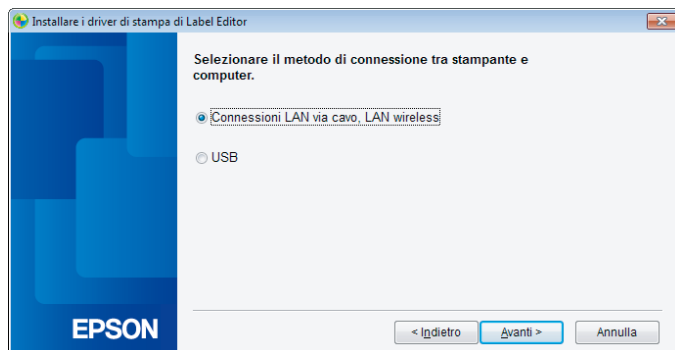 Installare i driver di stampa di Label Editor
Selezionare il metodo di connessione tra stampante e
computer.
Connessioni LAN via cavo, LAN wireless
USB
EPSON
< Indietro
Avanti >
Annulla